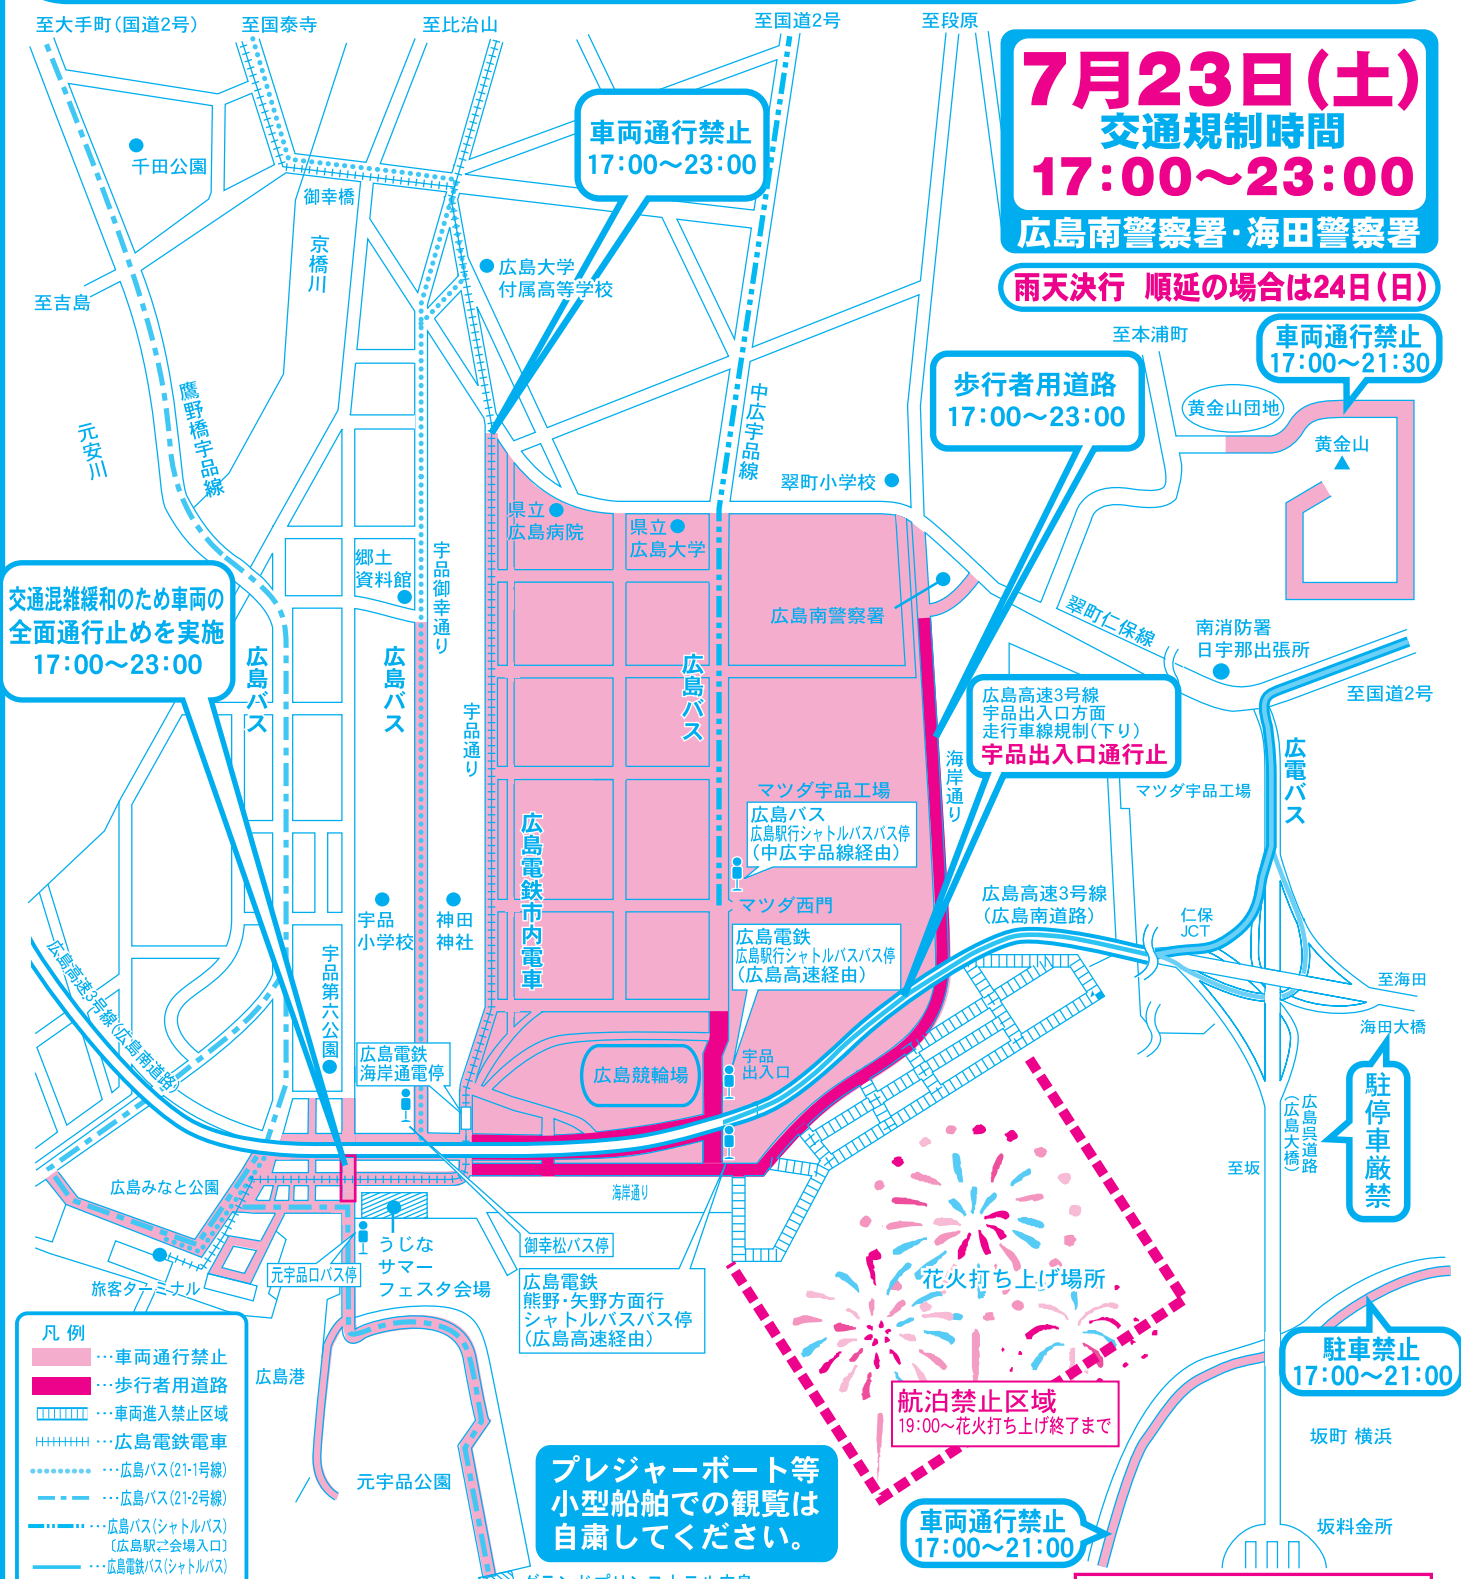 至大手町(国道2号)
至国泰寺
至比治山
至国道2号
至段原
7月23日(土)
交通規制時間
17:00〜23:00
広島南警察署・海田警察署
雨天決行 順延の場合は24日(日)
車両通行禁止
17:00〜23:00
千田公園
御幸橋
京橋川
広島大学
付属高等学校
至吉島
至本浦町
車両通行禁止
17:00〜21:30
歩行者用道路
17:00〜23:00
黄金山団地
黄金山
鷹野橋宇品線
元安川
中広宇品線
翠町小学校
県立
広島病院
県立
広島大学
郷土
資料館
宇品御幸通り
広島南警察署
翠町仁保線
南消防署
日宇那出張所
至国道2号
交通混雑緩和のため車両の
全面通行止めを実施
17:00〜23:00
広島バス
広島バス
広島バス
宇品通り
広島高速3号線
宇品出入口方面
走行車線規制(下り)
宇品出入口通行止
海岸通り
広電バス
マツダ宇品工場
マツダ宇品工場
広島バス
広島駅行シャトルバスバス停
(中広宇品線経由)
広島電鉄市内電車
マツダ西門
広島高速3号線
(広島南道路)
仁保
JCT
宇品
小学校
神田
神社
広島電鉄
広島駅行シャトルバスバス停
(広島高速経由)
宇品第六公園
広島高速3号線(広島南道路)
至海田
海田大橋
広島電鉄
海岸通電停
広島競輪場
宇品
出入口
駐停車厳禁
広島呉道路
(広島大橋)
至坂
広島みなと公園
海岸通り
うじな
サマー
フェスタ会場
御幸松バス停
元宇品口バス停
旅客ターミナル
広島電鉄
熊野・矢野方面行
シャトルバスバス停
(広島高速経由)
花火打ち上げ場所
駐車禁止
17:00〜21:00
航泊禁止区域
19:00〜花火打ち上げ終了まで
広島港
元宇品公園
坂町 横浜
坂料金所
プレジャーボート等
小型船舶での観覧は
自粛してください。
車両通行禁止
17:00〜21:00
凡例
…車両通行禁止
…歩行者用道路
…車両進入禁止区域
…広島電鉄電車
…広島バス(21-1号線)
…広島バス(21-2号線)
…広島バス(シャトルバス)
〔広島駅⇄会場入口〕
…広島電鉄バス(シャトルバス)